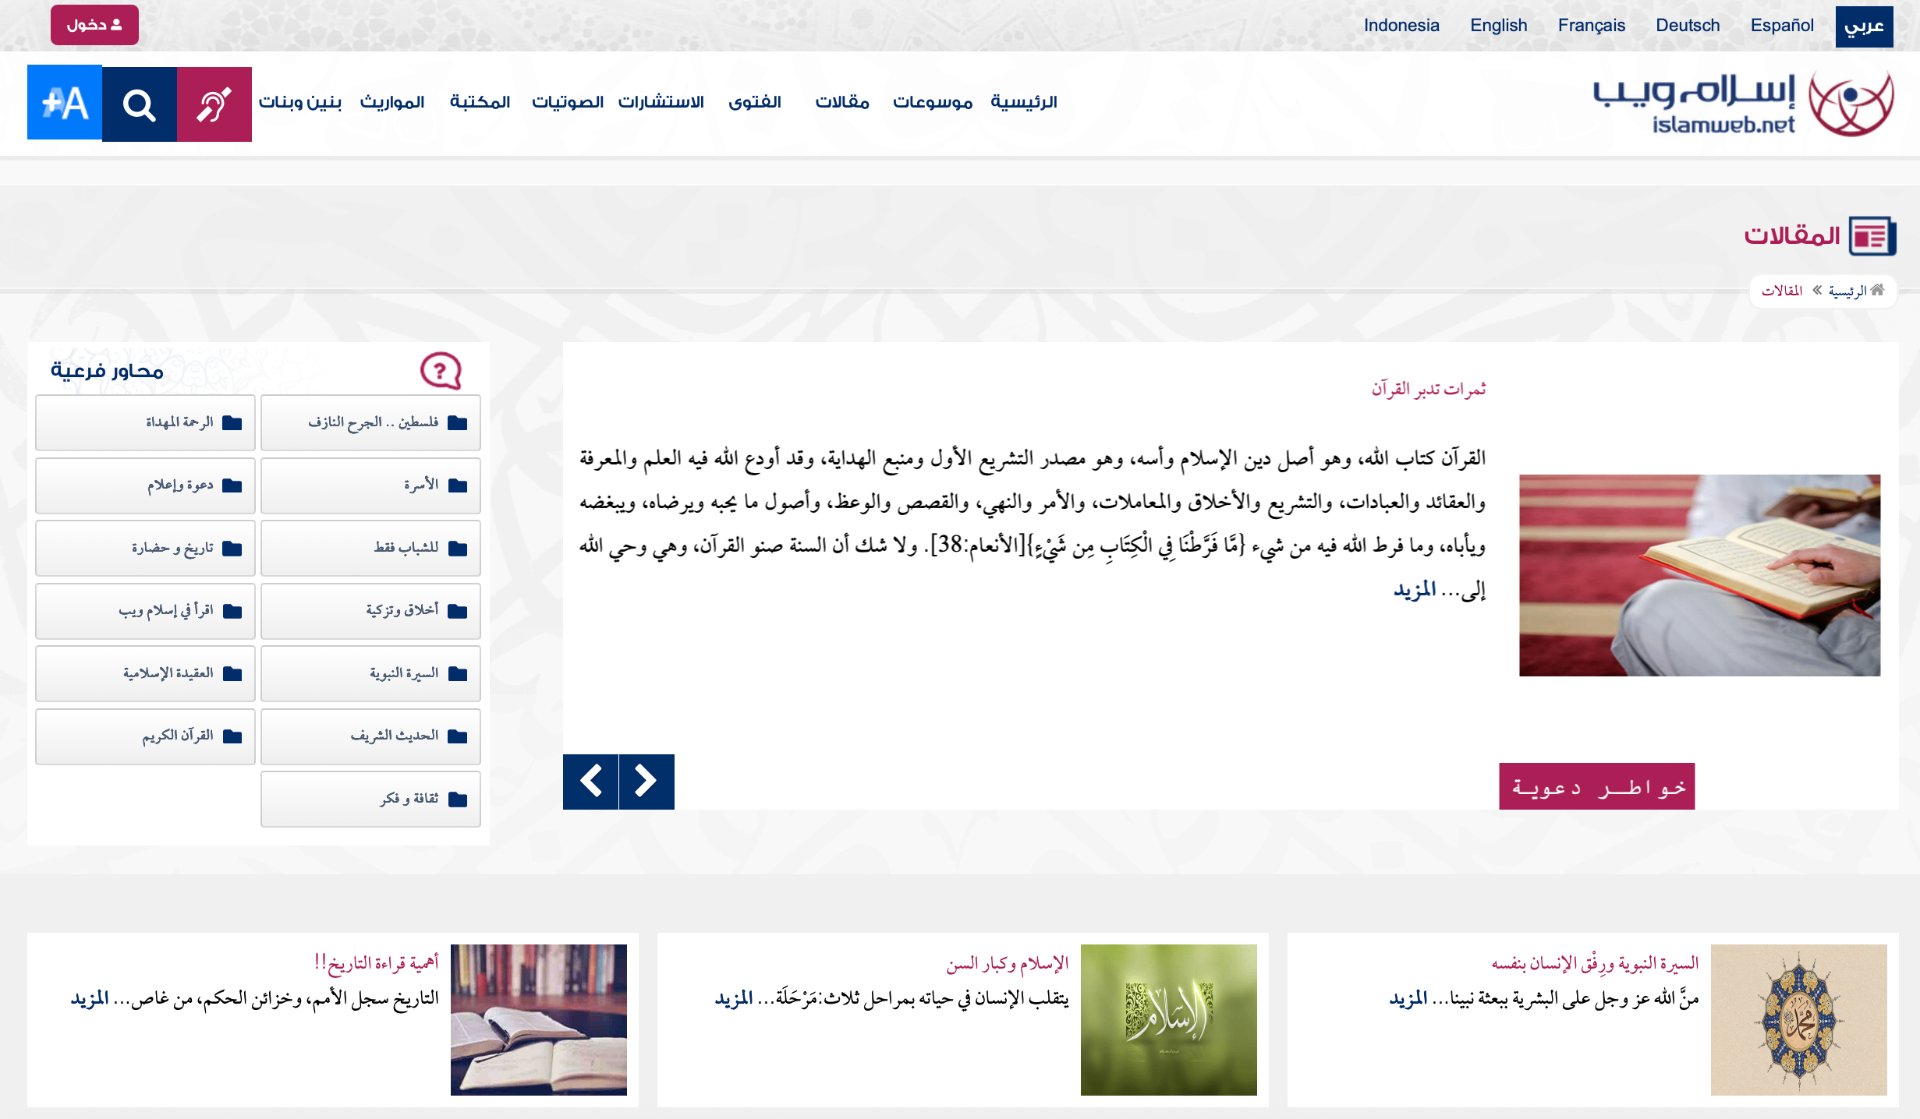 عربي
Español
Deutsch
Français
English
Indonesia
دخول
إسلام ويب
islamweb.net
الرئيسية
موسوعات
مقالات
الفتوى
الاستشارات
الصوتيات
المكتبة
المواريث
بنين وبنات
A+
المقالات
الرئيسية » المقالات
ثمرات تدبر القرآن
القرآن كتاب الله، وهو أصل دين الإسلام وأسه، وهو مصدر التشريع الأول ومنبع الهداية، وقد أودع الله فيه العلم والمعرفة
والعقائد والعبادات، والتشريع والأخلاق والمعاملات، والأمر والنهي، والقصص والوعظ، وأصول ما يحبه ويرضاه، ويبغضه
ويأباه، وما فرط الله فيه من شيء {مَّا فَرَّطْنَا فِي الْكِتَابِ مِن شَيْءٍ}[الأنعام:38]. ولا شك أن السنة صنو القرآن، وهي وحي الله
إلى... المزيد
خواطــر دعويــة
محاور فرعية
فلسطين .. الجرح النازف
الرحمة المهداة
الأسرة
دعوة وإعلام
للشباب فقط
تاريخ و حضارة
أخلاق وتزكية
اقرأ في إسلام ويب
السيرة النبوية
العقيدة الإسلامية
الحديث الشريف
القرآن الكريم
ثقافة و فكر
محمد
السيرة النبوية ورِفْق الإنسان بنفسه
منَّ الله عز وجل على البشرية ببعثة نبينا... المزيد
الإسلام
الإسلام وكبار السن
يتقلب الإنسان في حياته بمراحل ثلاث:مَرْحَلَة... المزيد
أهمية قراءة التاريخ!!
التاريخ سجل الأمم، وخزائن الحكم، من غاص... المزيد